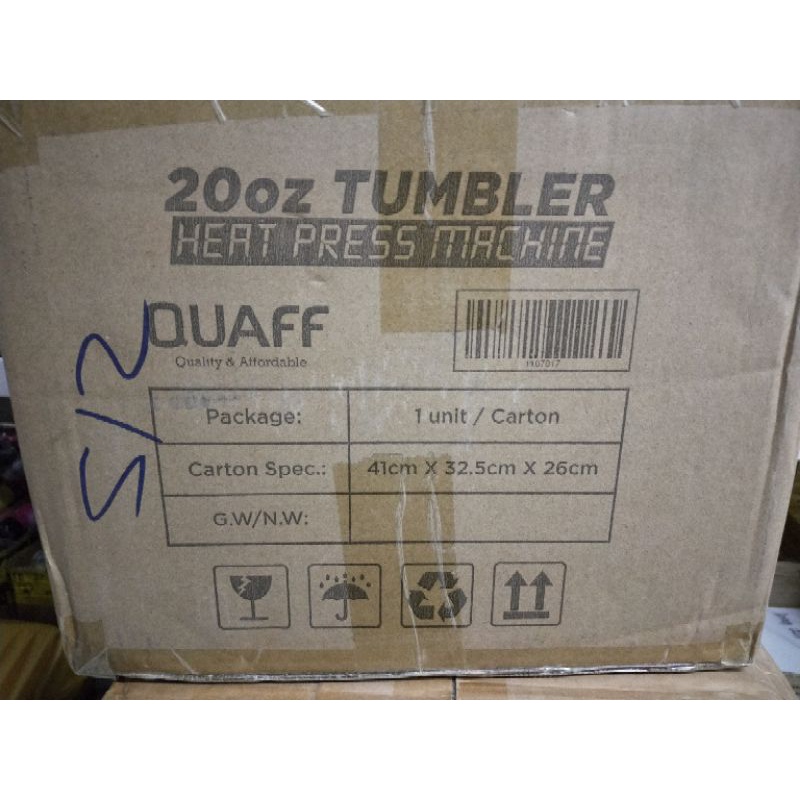 20oz TUMBLER
HEAT PRESS MACHINE
QUAFF
Quality & Affordable
1107017
S/2
Package: 1 unit / Carton
Carton Spec.: 41cm X 32.5cm X 26cm
G.W/N.W: